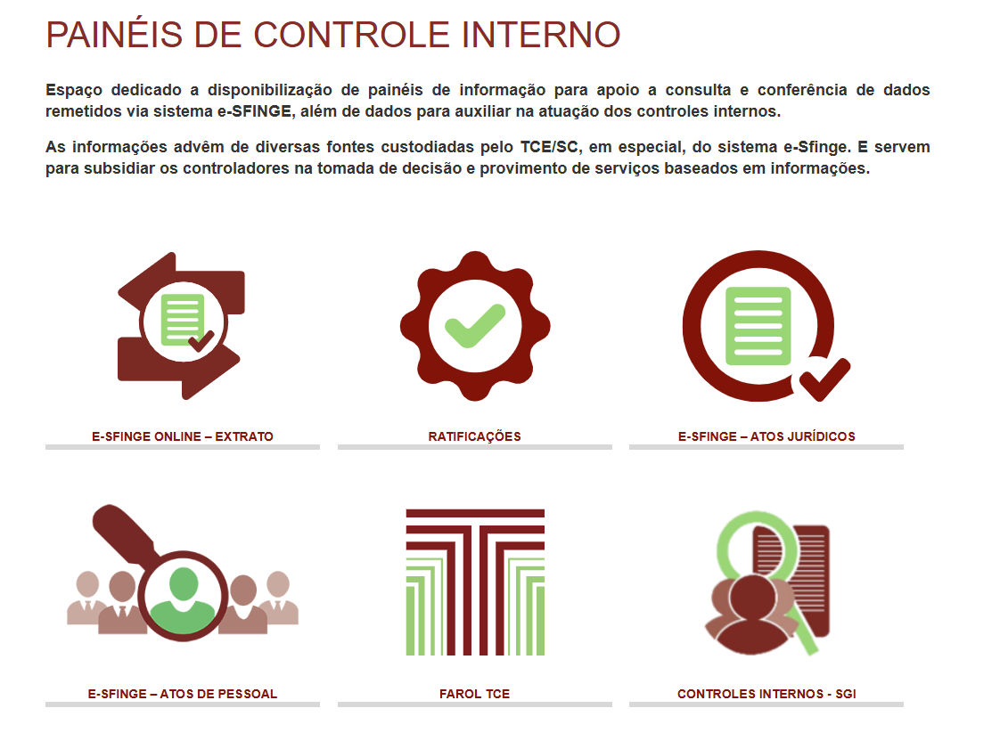 PAINÉIS DE CONTROLE INTERNO
Espaço dedicado a disponibilização de painéis de informação para apoio a consulta e conferência de dados
remetidos via sistema e-SFINGE, além de dados para auxiliar na atuação dos controles internos.
As informações advêm de diversas fontes custodiadas pelo TCE/SC, em especial, do sistema e-Sfinge. E servem
para subsidiar os controladores na tomada de decisão e provimento de serviços baseados em informações.
E-SFINGE ONLINE – EXTRATO
RATIFICAÇÕES
E-SFINGE – ATOS JURÍDICOS
E-SFINGE – ATOS DE PESSOAL
FAROL TCE
CONTROLES INTERNOS - SGI